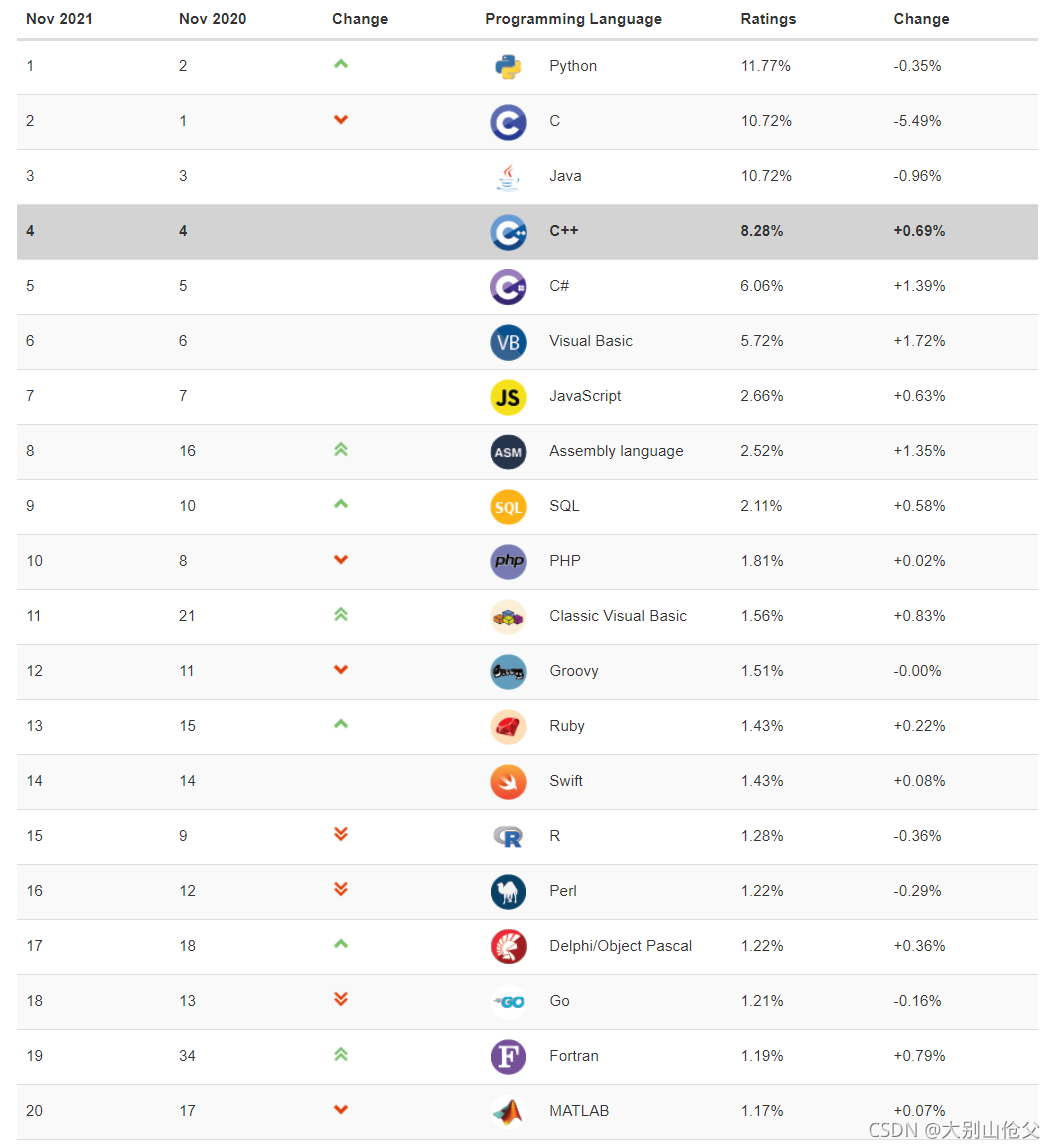 Nov 2021 Nov 2020 Change Programming Language Ratings Change
1 2 Python 11.77% -0.35%
2 1 C 10.72% -5.49%
3 3 Java 10.72% -0.96%
4 4 C++ 8.28% +0.69%
5 5 C# 6.06% +1.39%
6 6 VB Visual Basic 5.72% +1.72%
7 7 JS JavaScript 2.66% +0.63%
8 16 ASM Assembly language 2.52% +1.35%
9 10 SQL SQL 2.11% +0.58%
10 8 php PHP 1.81% +0.02%
11 21 Classic Visual Basic 1.56% +0.83%
12 11 Groovy 1.51% -0.00%
13 15 Ruby 1.43% +0.22%
14 14 Swift 1.43% +0.08%
15 9 R R 1.28% -0.36%
16 12 Perl 1.22% -0.29%
17 18 Delphi/Object Pascal 1.22% +0.36%
18 13 GO Go 1.21% -0.16%
19 34 F Fortran 1.19% +0.79%
20 17 MATLAB 1.17% +0.07%
CSDN @大别山伧父